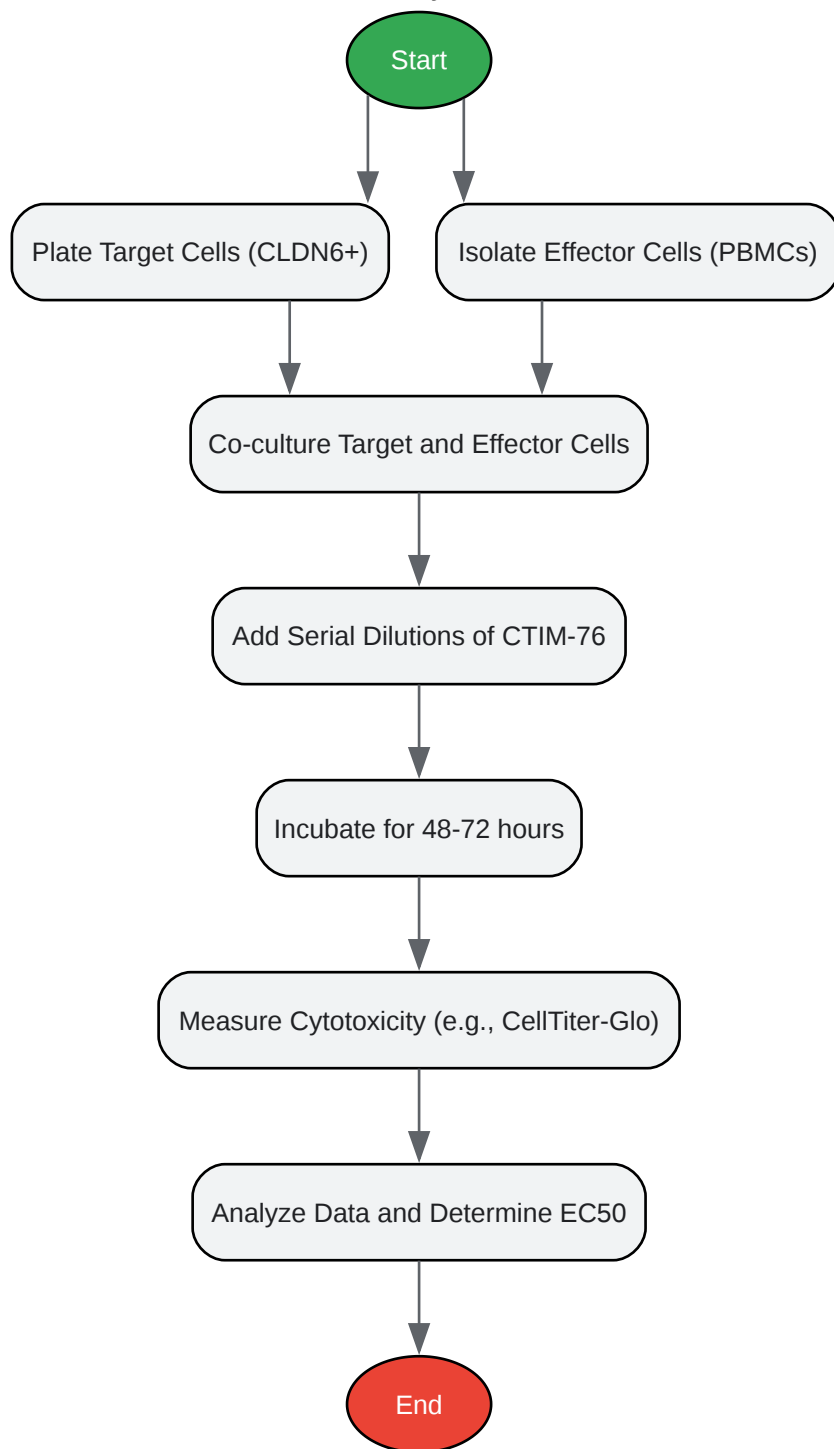 Start
Plate Target Cells (CLDN6+)
Isolate Effector Cells (PBMCs)
Co-culture Target and Effector Cells
Add Serial Dilutions of CTIM-76
Incubate for 48-72 hours
Measure Cytotoxicity (e.g., CellTiter-Glo)
Analyze Data and Determine EC50
End